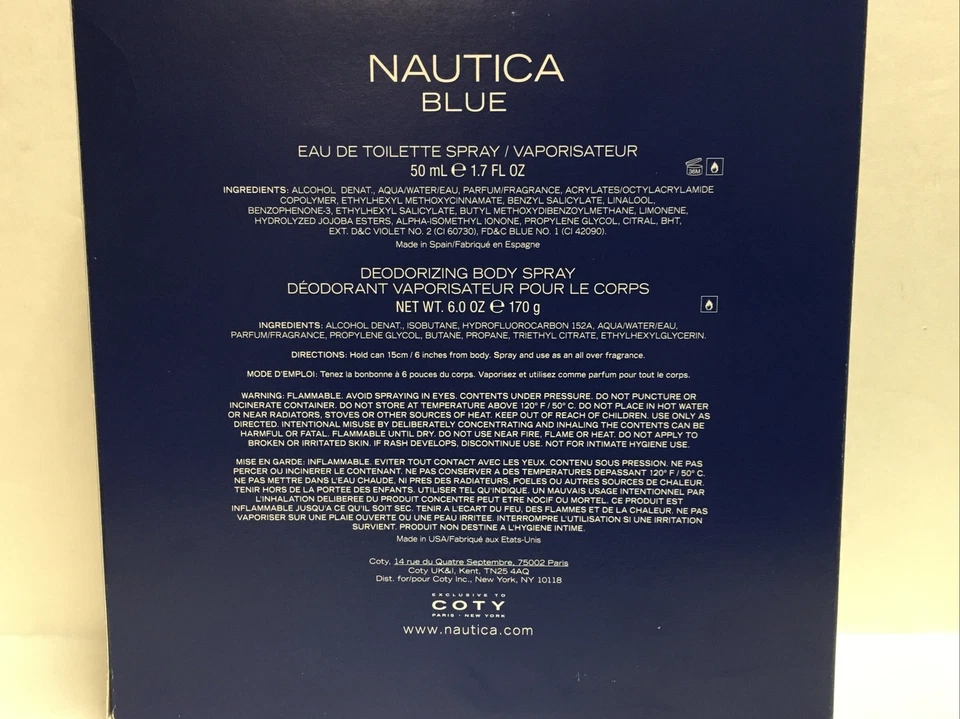 NAUTICA
BLUE
EAU DE TOILETTE SPRAY / VAPORISATEUR
50 mL ℮ 1.7 FL OZ
36M
INGREDIENTS: ALCOHOL DENAT., AQUA/WATER/EAU, PARFUM/FRAGRANCE, ACRYLATES/OCTYLACRYLAMIDE
COPOLYMER, ETHYLHEXYL METHOXYCINNAMATE, BENZYL SALICYLATE, LINALOOL,
BENZOPHENONE-3, ETHYLHEXYL SALICYLATE, BUTYL METHOXYDIBENZOYLMETHANE, LIMONENE,
HYDROLYZED JOJOBA ESTERS, ALPHA-ISOMETHYL IONONE, PROPYLENE GLYCOL, CITRAL, BHT,
EXT. D&C VIOLET NO. 2 (CI 60730), FD&C BLUE NO. 1 (CI 42090).
Made in Spain/Fabriqué en Espagne
DEODORIZING BODY SPRAY
DÉODORANT VAPORISATEUR POUR LE CORPS
NET WT. 6.0 OZ ℮ 170 g
INGREDIENTS: ALCOHOL DENAT., ISOBUTANE, HYDROFLUOROCARBON 152A, AQUA/WATER/EAU,
PARFUM/FRAGRANCE, PROPYLENE GLYCOL, BUTANE, PROPANE, TRIETHYL CITRATE, ETHYLHEXYLGLYCERIN.
DIRECTIONS: Hold can 15cm / 6 inches from body. Spray and use as an all over fragrance.
MODE D'EMPLOI: Tenez la bonbonne à 6 pouces du corps. Vaporisez et utilisez comme parfum pour tout le corps.
WARNING: FLAMMABLE. AVOID SPRAYING IN EYES. CONTENTS UNDER PRESSURE. DO NOT PUNCTURE OR
INCINERATE CONTAINER. DO NOT STORE AT TEMPERATURE ABOVE 120° F / 50° C. DO NOT PLACE IN HOT WATER
OR NEAR RADIATORS, STOVES OR OTHER SOURCES OF HEAT. KEEP OUT OF REACH OF CHILDREN. USE ONLY AS
DIRECTED. INTENTIONAL MISUSE BY DELIBERATELY CONCENTRATING AND INHALING THE CONTENTS CAN BE
HARMFUL OR FATAL. FLAMMABLE UNTIL DRY. DO NOT USE NEAR FIRE, FLAME OR HEAT. DO NOT APPLY TO
BROKEN OR IRRITATED SKIN. IF RASH DEVELOPS, DISCONTINUE USE. NOT FOR INTIMATE HYGIENE USE.
MISE EN GARDE: INFLAMMABLE. EVITER TOUT CONTACT AVEC LES YEUX. CONTENU SOUS PRESSION. NE PAS
PERCER OU INCINERER LE CONTENANT. NE PAS CONSERVER A DES TEMPERATURES DEPASSANT 120° F / 50° C.
NE PAS METTRE DANS L'EAU CHAUDE, NI PRES DES RADIATEURS, POELES OU AUTRES SOURCES DE CHALEUR.
TENIR HORS DE LA PORTEE DES ENFANTS. UTILISER TEL QU'INDIQUE. UN MAUVAIS USAGE INTENTIONNEL PAR
L'INHALATION DELIBEREE DU PRODUIT CONCENTRE PEUT ETRE NOCIF OU MORTEL. CE PRODUIT EST
INFLAMMABLE JUSQU'A CE QU'IL SOIT SEC. TENIR A L'ECART DU FEU, DES FLAMMES ET DE LA CHALEUR. NE PAS
VAPORISER SUR UNE PLAIE OUVERTE OU UNE PEAU IRRITEE. INTERROMPRE L'UTILISATION SI UNE IRRITATION
SURVIENT. PRODUIT NON DESTINE A L'HYGIENE INTIME.
Made in USA/Fabriqué aux Etats-Unis
Coty, 14 rue du Quatre Septembre, 75002 Paris
Coty UK&I, Kent, TN25 4AQ
Dist. for/pour Coty Inc., New York, NY 10118
EXCLUSIVE TO
COTY
PARIS · NEW YORK
www.nautica.com